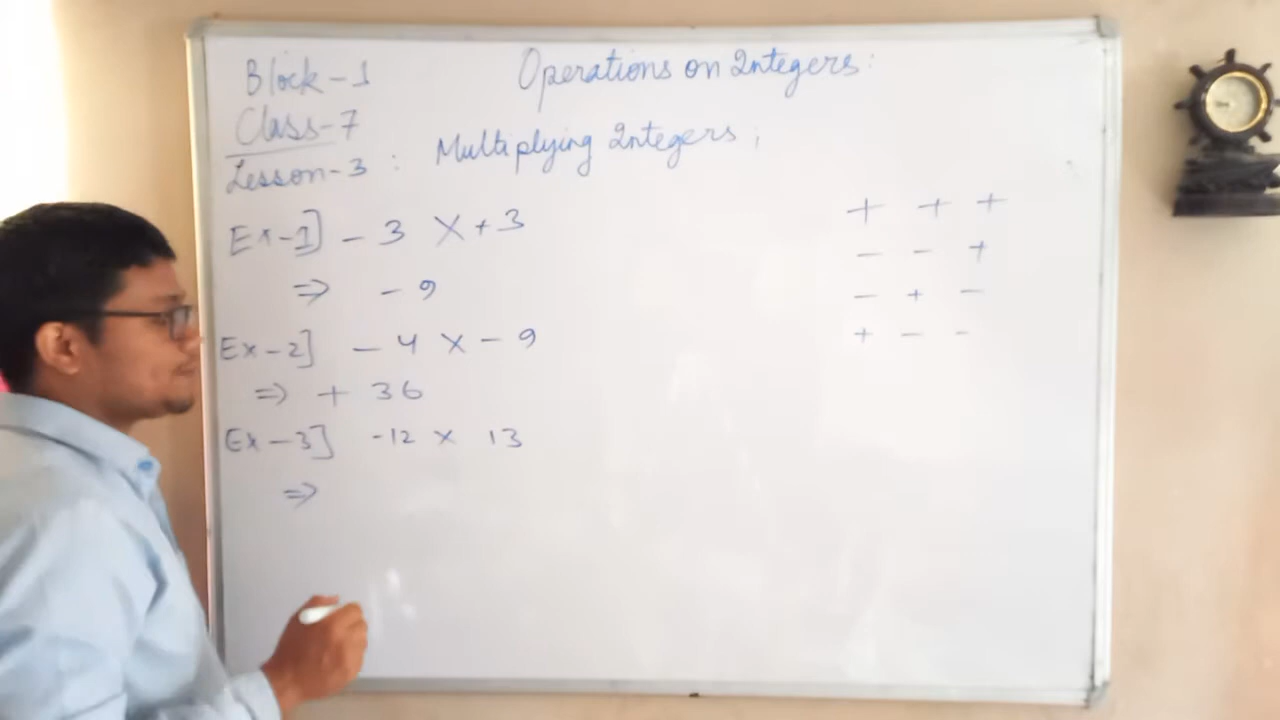 Block-1
Operations on Integers:
Class-7
Lesson-3 : Multiplying Integers;
Ex-1] - 3 X +3
⇒ - 9
Ex-2] - 4 x - 9
⇒ + 36
Ex-3] -12 x 13
⇒
+ + +
- - +
- + -
+ - -